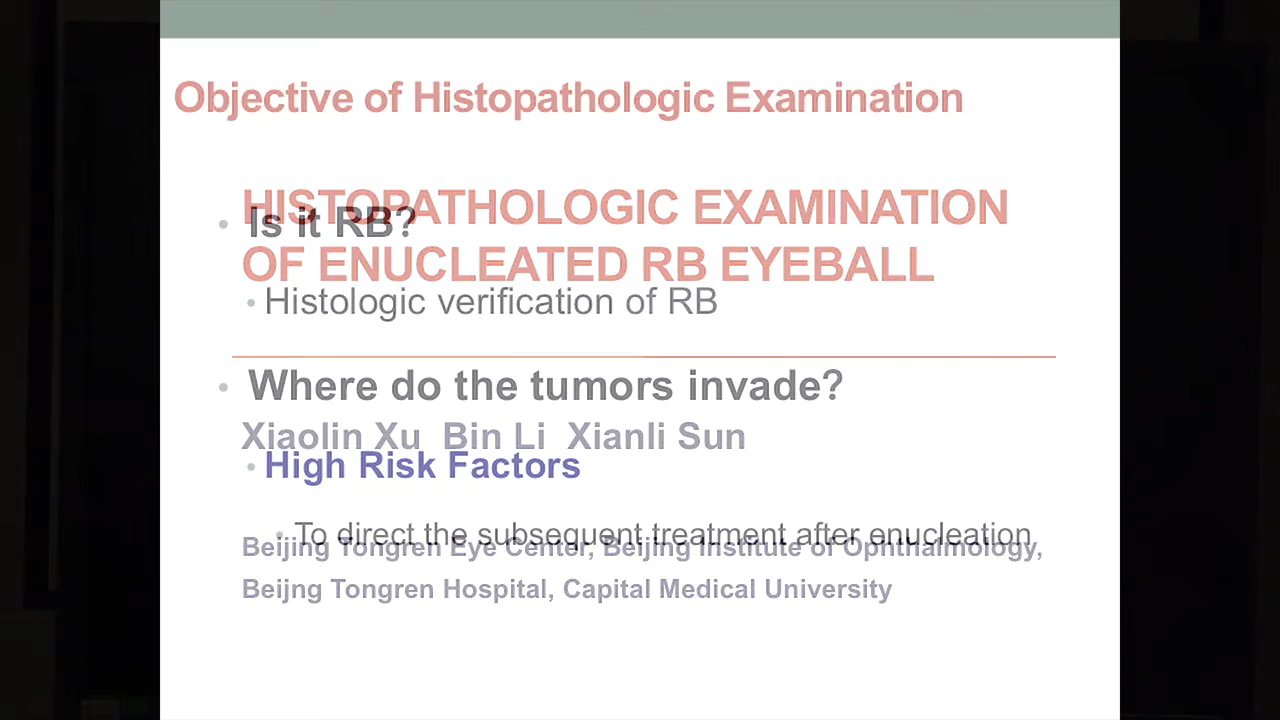 Objective of Histopathologic Examination
HISTOPATHOLOGIC EXAMINATION
• Is it RB?
OF ENUCLEATED RB EYEBALL
• Histologic verification of RB
• Where do the tumors invade?
Xiaolin Xu Bin Li Xianli Sun
• High Risk Factors
• To direct the subsequent treatment after enucleation
Beijing Tongren Eye Center, Beijing Institute of Ophthalmology,
Beijng Tongren Hospital, Capital Medical University